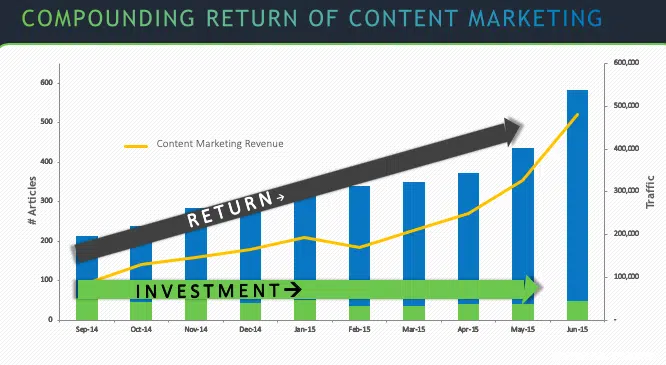 COMPOUNDING RETURN OF CONTENT MARKETING
600
500
400
300
200
100
0
# Articles
600,000
500,000
400,000
300,000
200,000
100,000
-
Traffic
Content Marketing Revenue
RETURN→
INVESTMENT→
Sep-14 Oct-14 Nov-14 Dec-14 Jan-15 Feb-15 Mar-15 Apr-15 May-15 Jun-15